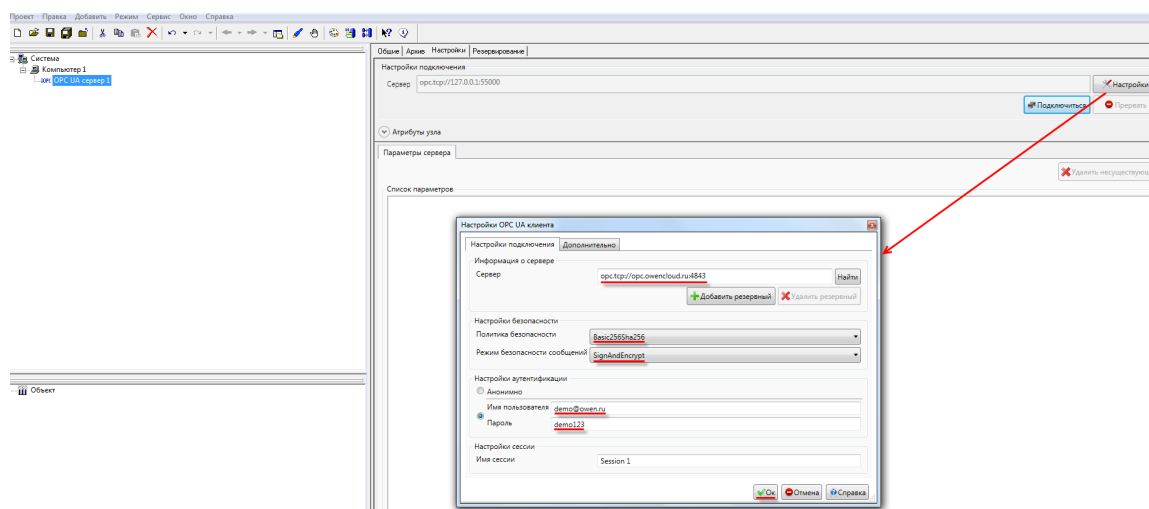 Проект Правка Добавить Режим Сервис Окно Справка
Система
Компьютер 1
OPC UA сервер 1
Объект
Общие Архив Настройки Резервирование
Настройки подключения
Сервер opc.tcp://127.0.0.1:55000 Настройки
Подключиться Прервать
Атрибуты узла
Параметры сервера
Удалить несуществующ
Список параметров
Настройки OPC UA клиента
Настройки подключения Дополнительно
Информация о сервере
Сервер opc.tcp://opc.owencloud.ru:4843 Найти
Добавить резервный Удалить резервный
Настройки безопасности
Политика безопасности Basic256Sha256
Режим безопасности сообщений SignAndEncrypt
Настройки аутентификации
Анонимно
Имя пользователя demo@owen.ru
Пароль demo123
Настройки сессии
Имя сессии Session 1
Ок Отмена Справка